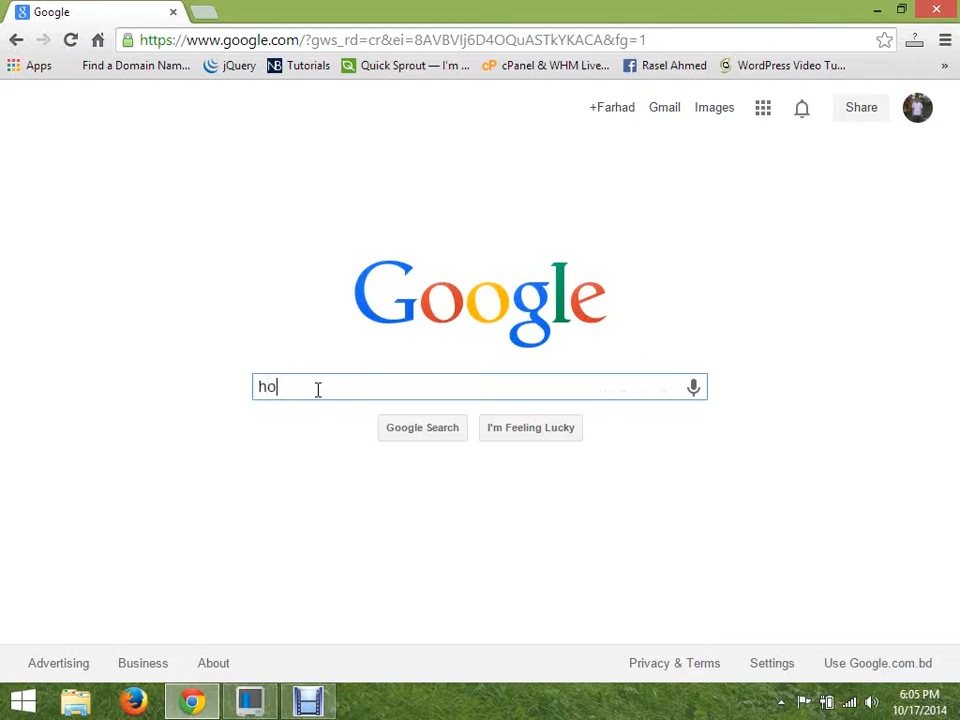 Google
https://www.google.com/?gws_rd=cr&ei=8AVBVIj6D4OQuASTkYKACA&fg=1
Apps Find a Domain Nam... jQuery NB Tutorials Quick Sprout — I'm ... cP cPanel & WHM Live... Rasel Ahmed WordPress Video Tu... »
+Farhad Gmail Images Share
Google
ho
Google Search I'm Feeling Lucky
Advertising Business About Privacy & Terms Settings Use Google.com.bd
6:05 PM
10/17/2014